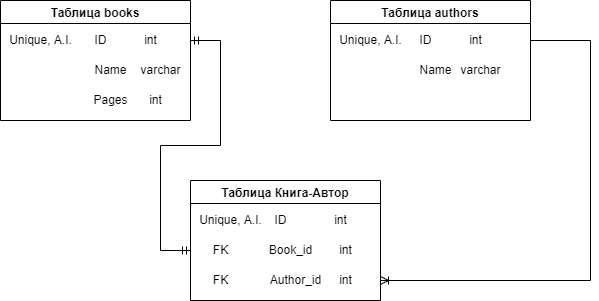 Таблица books
Unique, A.I. ID int
Name varchar
Pages int
Таблица authors
Unique, A.I. ID int
Name varchar
Таблица Книга-Автор
Unique, A.I. ID int
FK Book_id int
FK Author_id int